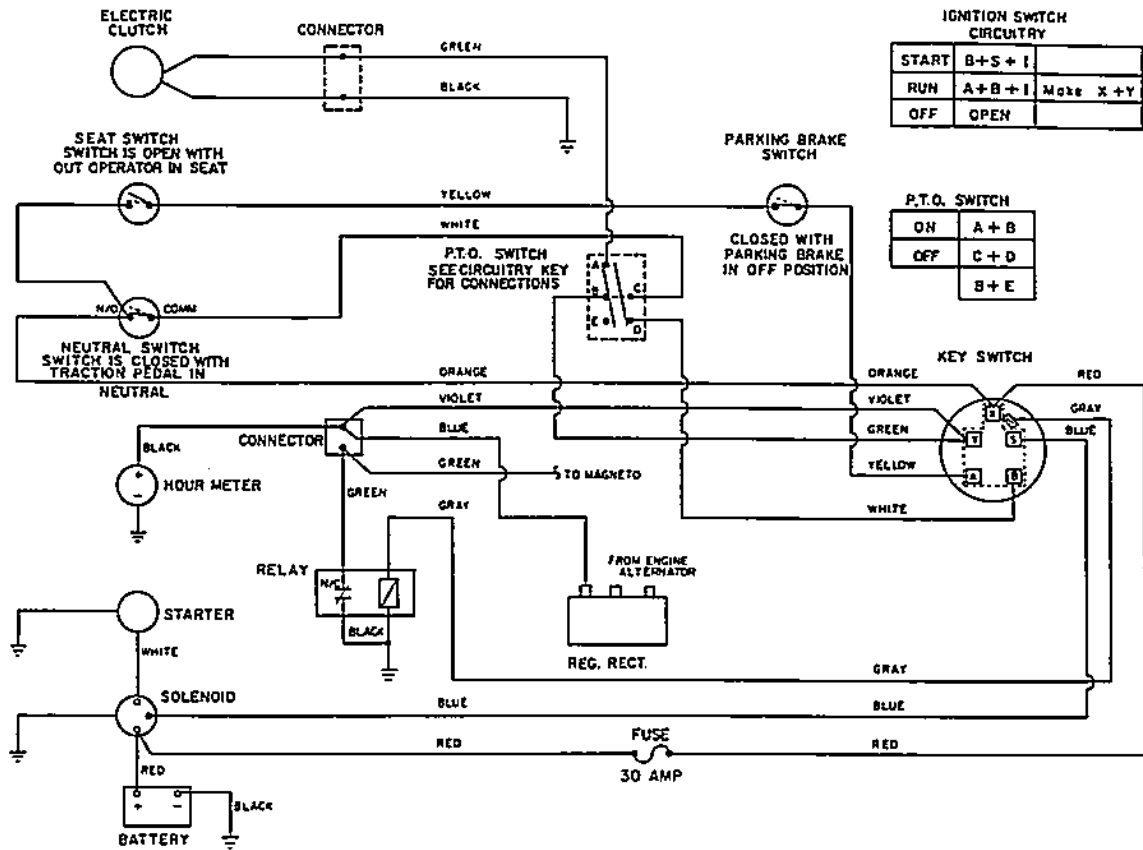 ELECTRIC
CLUTCH
CONNECTOR
GREEN
BLACK
IGNITION SWITCH
CIRCUITRY
START B+S+I
RUN A+B+I Make X+Y
OFF OPEN
SEAT SWITCH
SWITCH IS OPEN WITH
OUT OPERATOR IN SEAT
YELLOW
WHITE
PARKING BRAKE
SWITCH
CLOSED WITH
PARKING BRAKE
IN OFF POSITION
P.T.O. SWITCH
ON A+B
OFF C+D
B+E
P.T.O. SWITCH
SEE CIRCUITRY KEY
FOR CONNECTIONS
A
B C
E D
COMM
NEUTRAL SWITCH
SWITCH IS CLOSED WITH
TRACTION PEDAL IN
NEUTRAL
KEY SWITCH
ORANGE
ORANGE
RED
VIOLET
VIOLET
GRAY
BLUE
GREEN
BLUE
CONNECTOR
BLACK
GREEN
TO MAGNETO
YELLOW
X
Y S
A B
+
-
HOUR METER
GREEN
GRAY
WHITE
RELAY
N/C
BLACK
FROM ENGINE
ALTERNATOR
REG. RECT.
STARTER
WHITE
GRAY
SOLENOID
BLUE
BLUE
RED
FUSE
30 AMP
RED
RED
+ -
BLACK
BATTERY